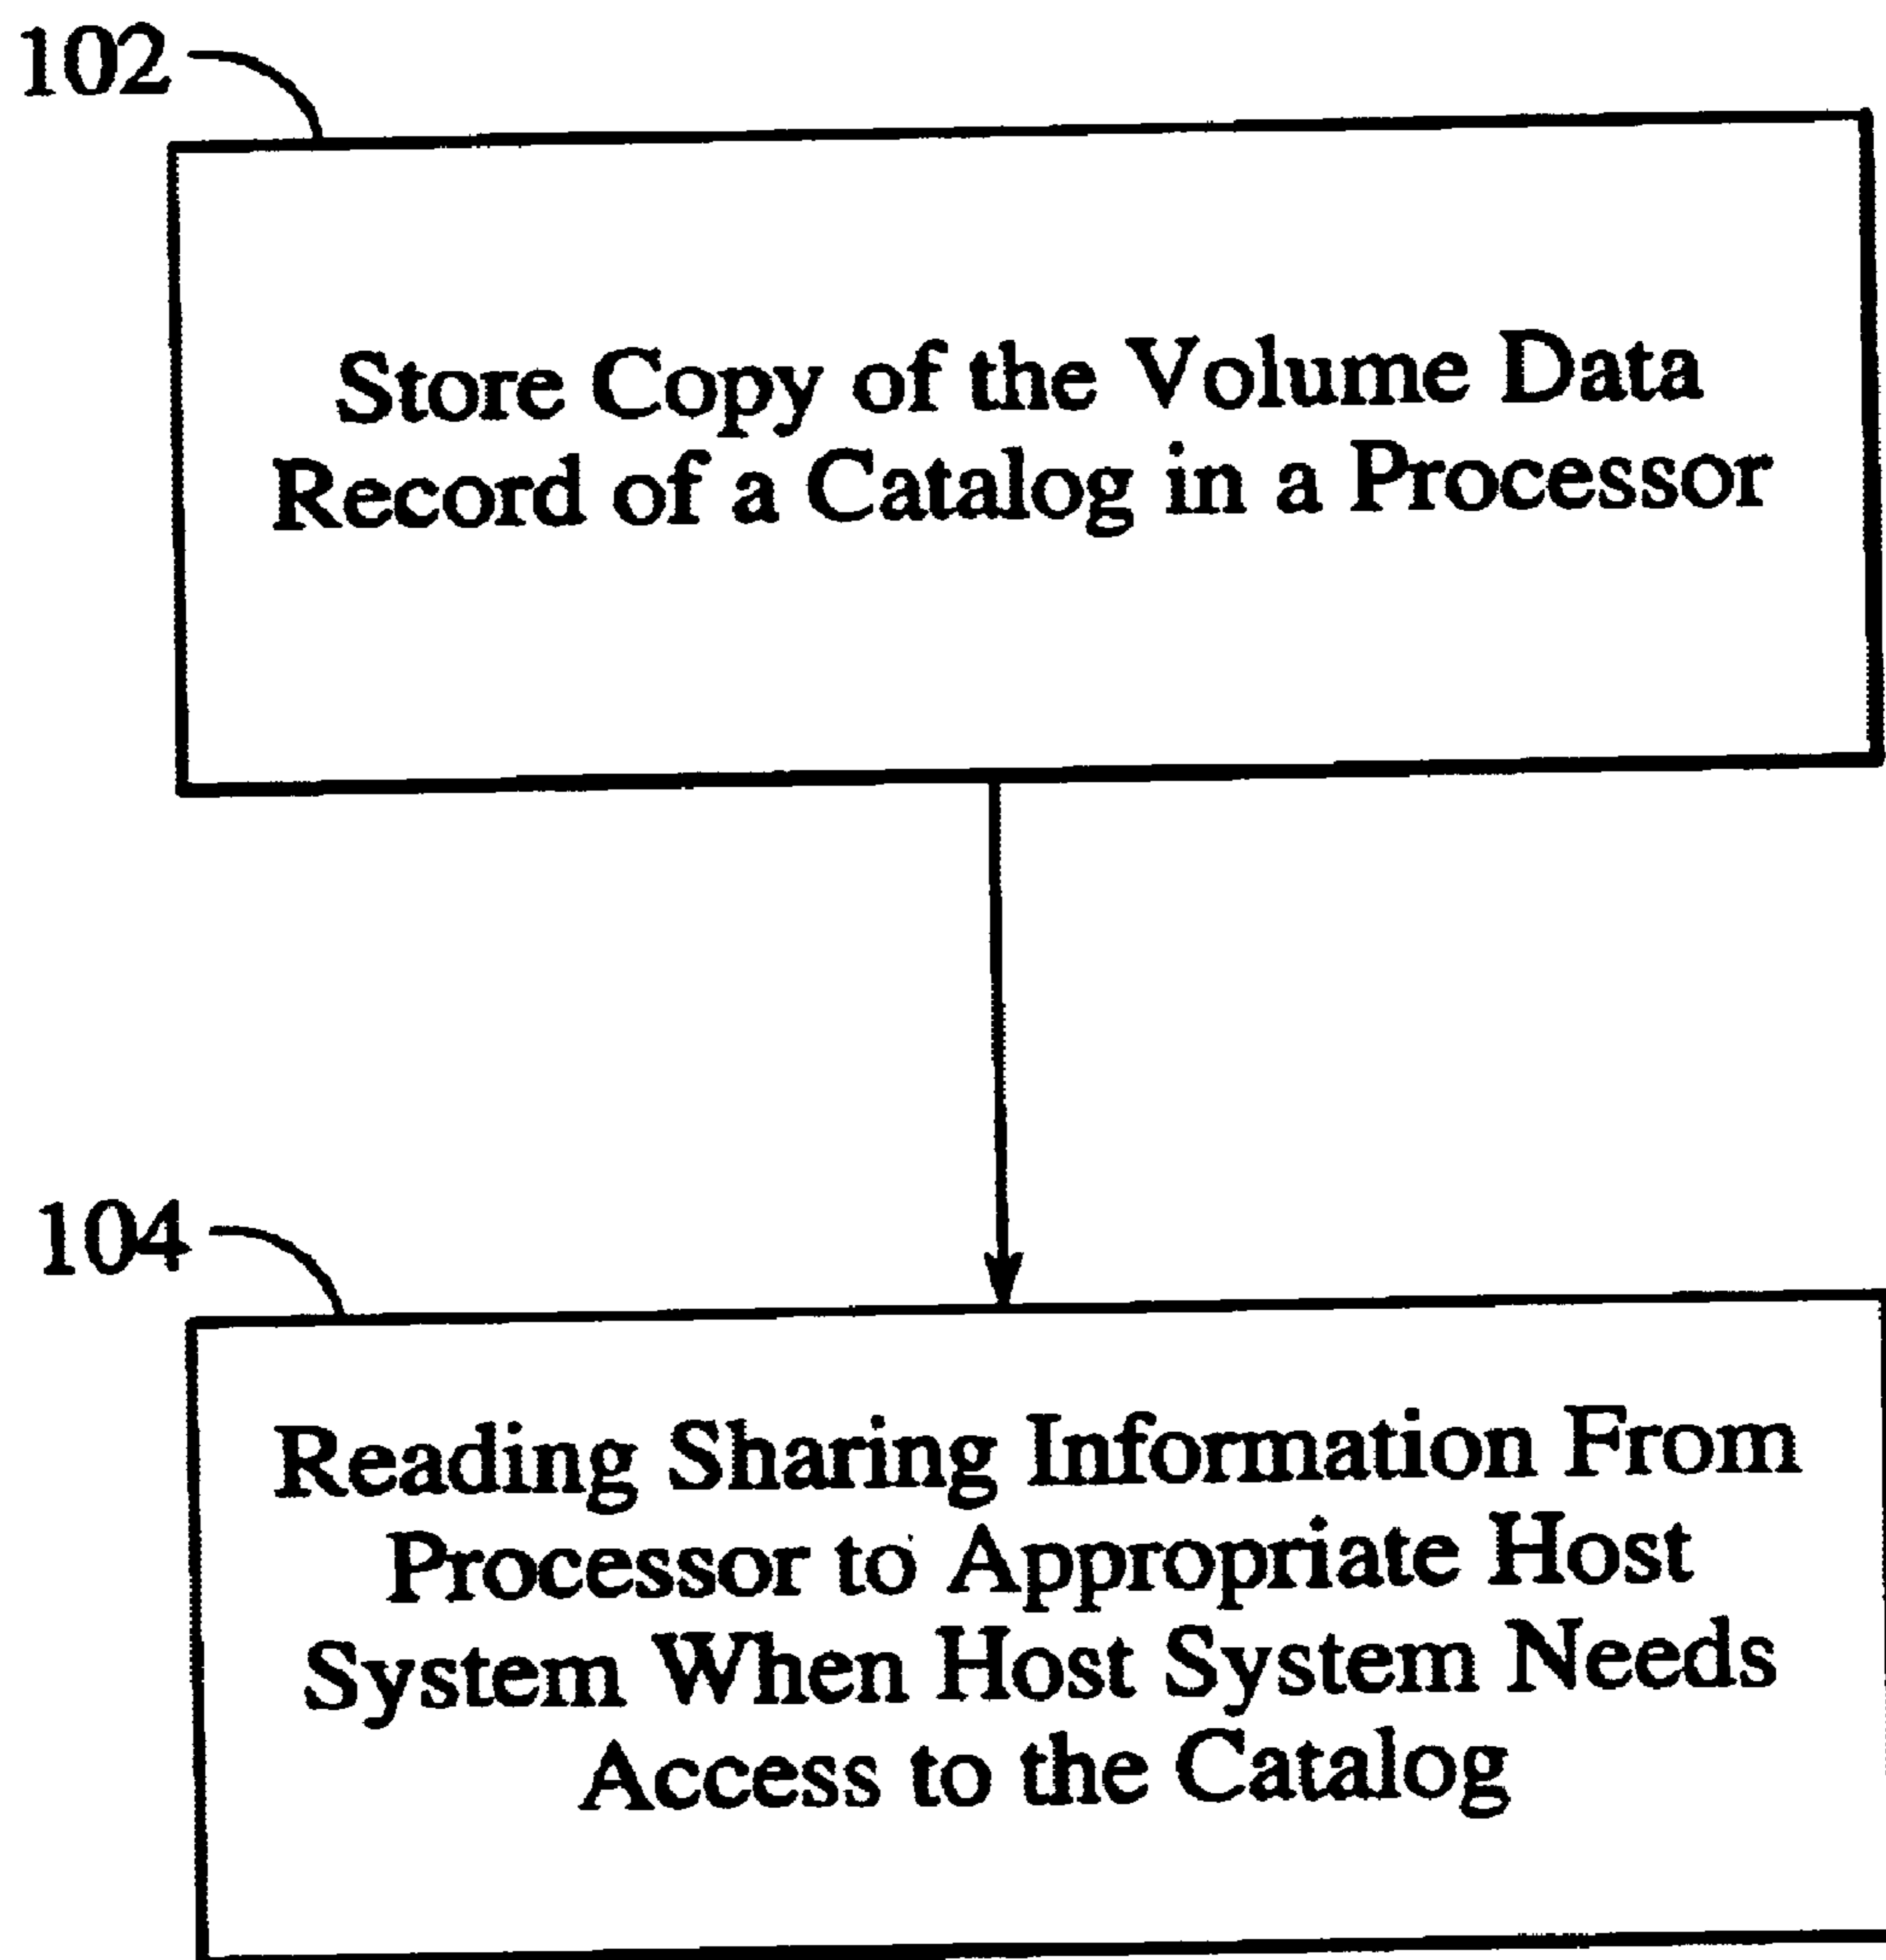 102
Store Copy of the Volume Data
Record of a Catalog in a Processor
104
Reading Sharing Information From
Processor to Appropriate Host
System When Host System Needs
Access to the Catalog